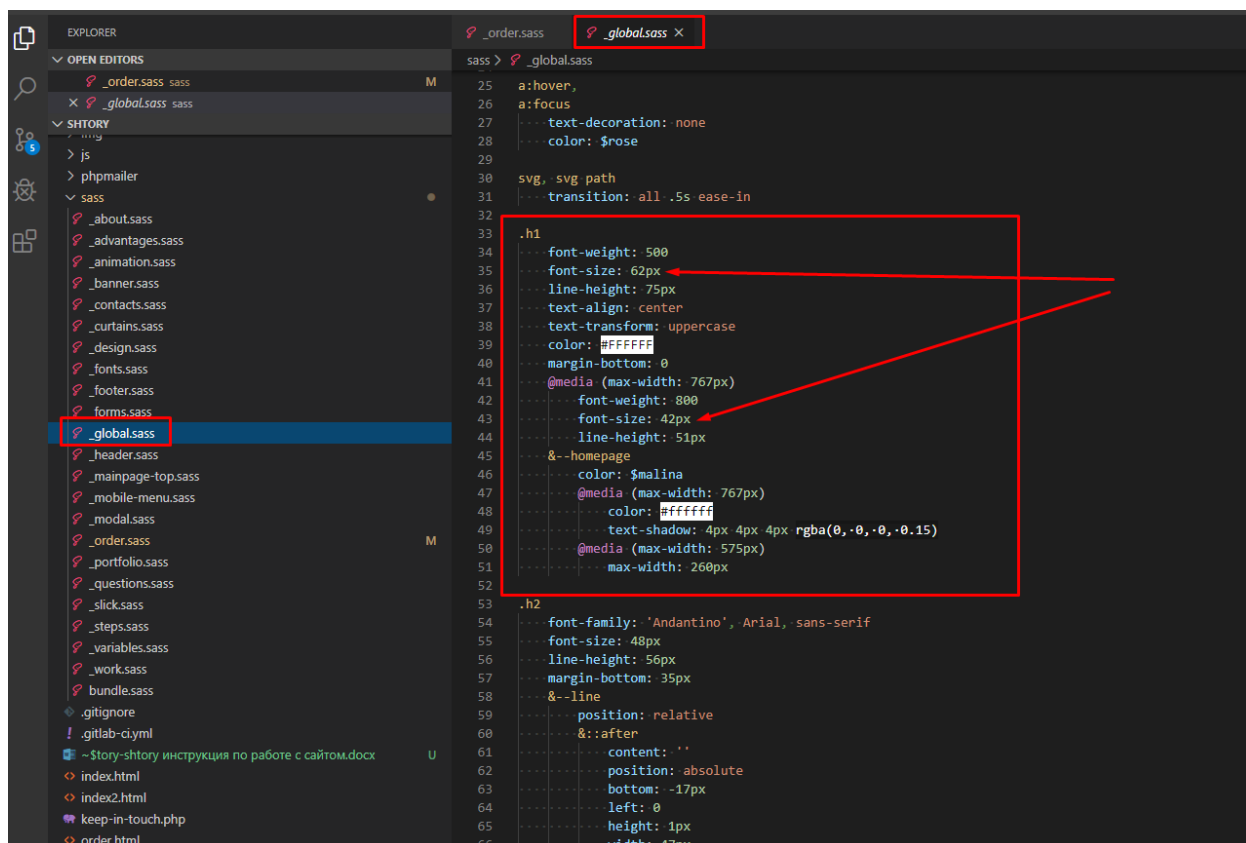 EXPLORER
OPEN EDITORS
_order.sass sass M
_global.sass sass
SHTORY
img
js
phpmailer
sass
_about.sass
_advantages.sass
_animation.sass
_banner.sass
_contacts.sass
_curtains.sass
_design.sass
_fonts.sass
_footer.sass
_forms.sass
_global.sass
_header.sass
_mainpage-top.sass
_mobile-menu.sass
_modal.sass
_order.sass M
_portfolio.sass
_questions.sass
_slick.sass
_steps.sass
_variables.sass
_work.sass
bundle.sass
.gitignore
.gitlab-ci.yml
~$tory-shtory инструкция по работе с сайтом.docx U
index.html
index2.html
keep-in-touch.php
order.html
5
_order.sass _global.sass
sass > _global.sass
25 a:hover,
26 a:focus
27 text-decoration: none
28 color: $rose
29
30 svg, svg path
31 transition: all .5s ease-in
32
33 .h1
34 font-weight: 500
35 font-size: 62px
36 line-height: 75px
37 text-align: center
38 text-transform: uppercase
39 color: #FFFFFF
40 margin-bottom: 0
41 @media (max-width: 767px)
42 font-weight: 800
43 font-size: 42px
44 line-height: 51px
45 &--homepage
46 color: $malina
47 @media (max-width: 767px)
48 color: #ffffff
49 text-shadow: 4px 4px 4px rgba(0, 0, 0, 0.15)
50 @media (max-width: 575px)
51 max-width: 260px
52
53 .h2
54 font-family: 'Andantino', Arial, sans-serif
55 font-size: 48px
56 line-height: 56px
57 margin-bottom: 35px
58 &--line
59 position: relative
60 &::after
61 content: ''
62 position: absolute
63 bottom: -17px
64 left: 0
65 height: 1px
66 width: 47px